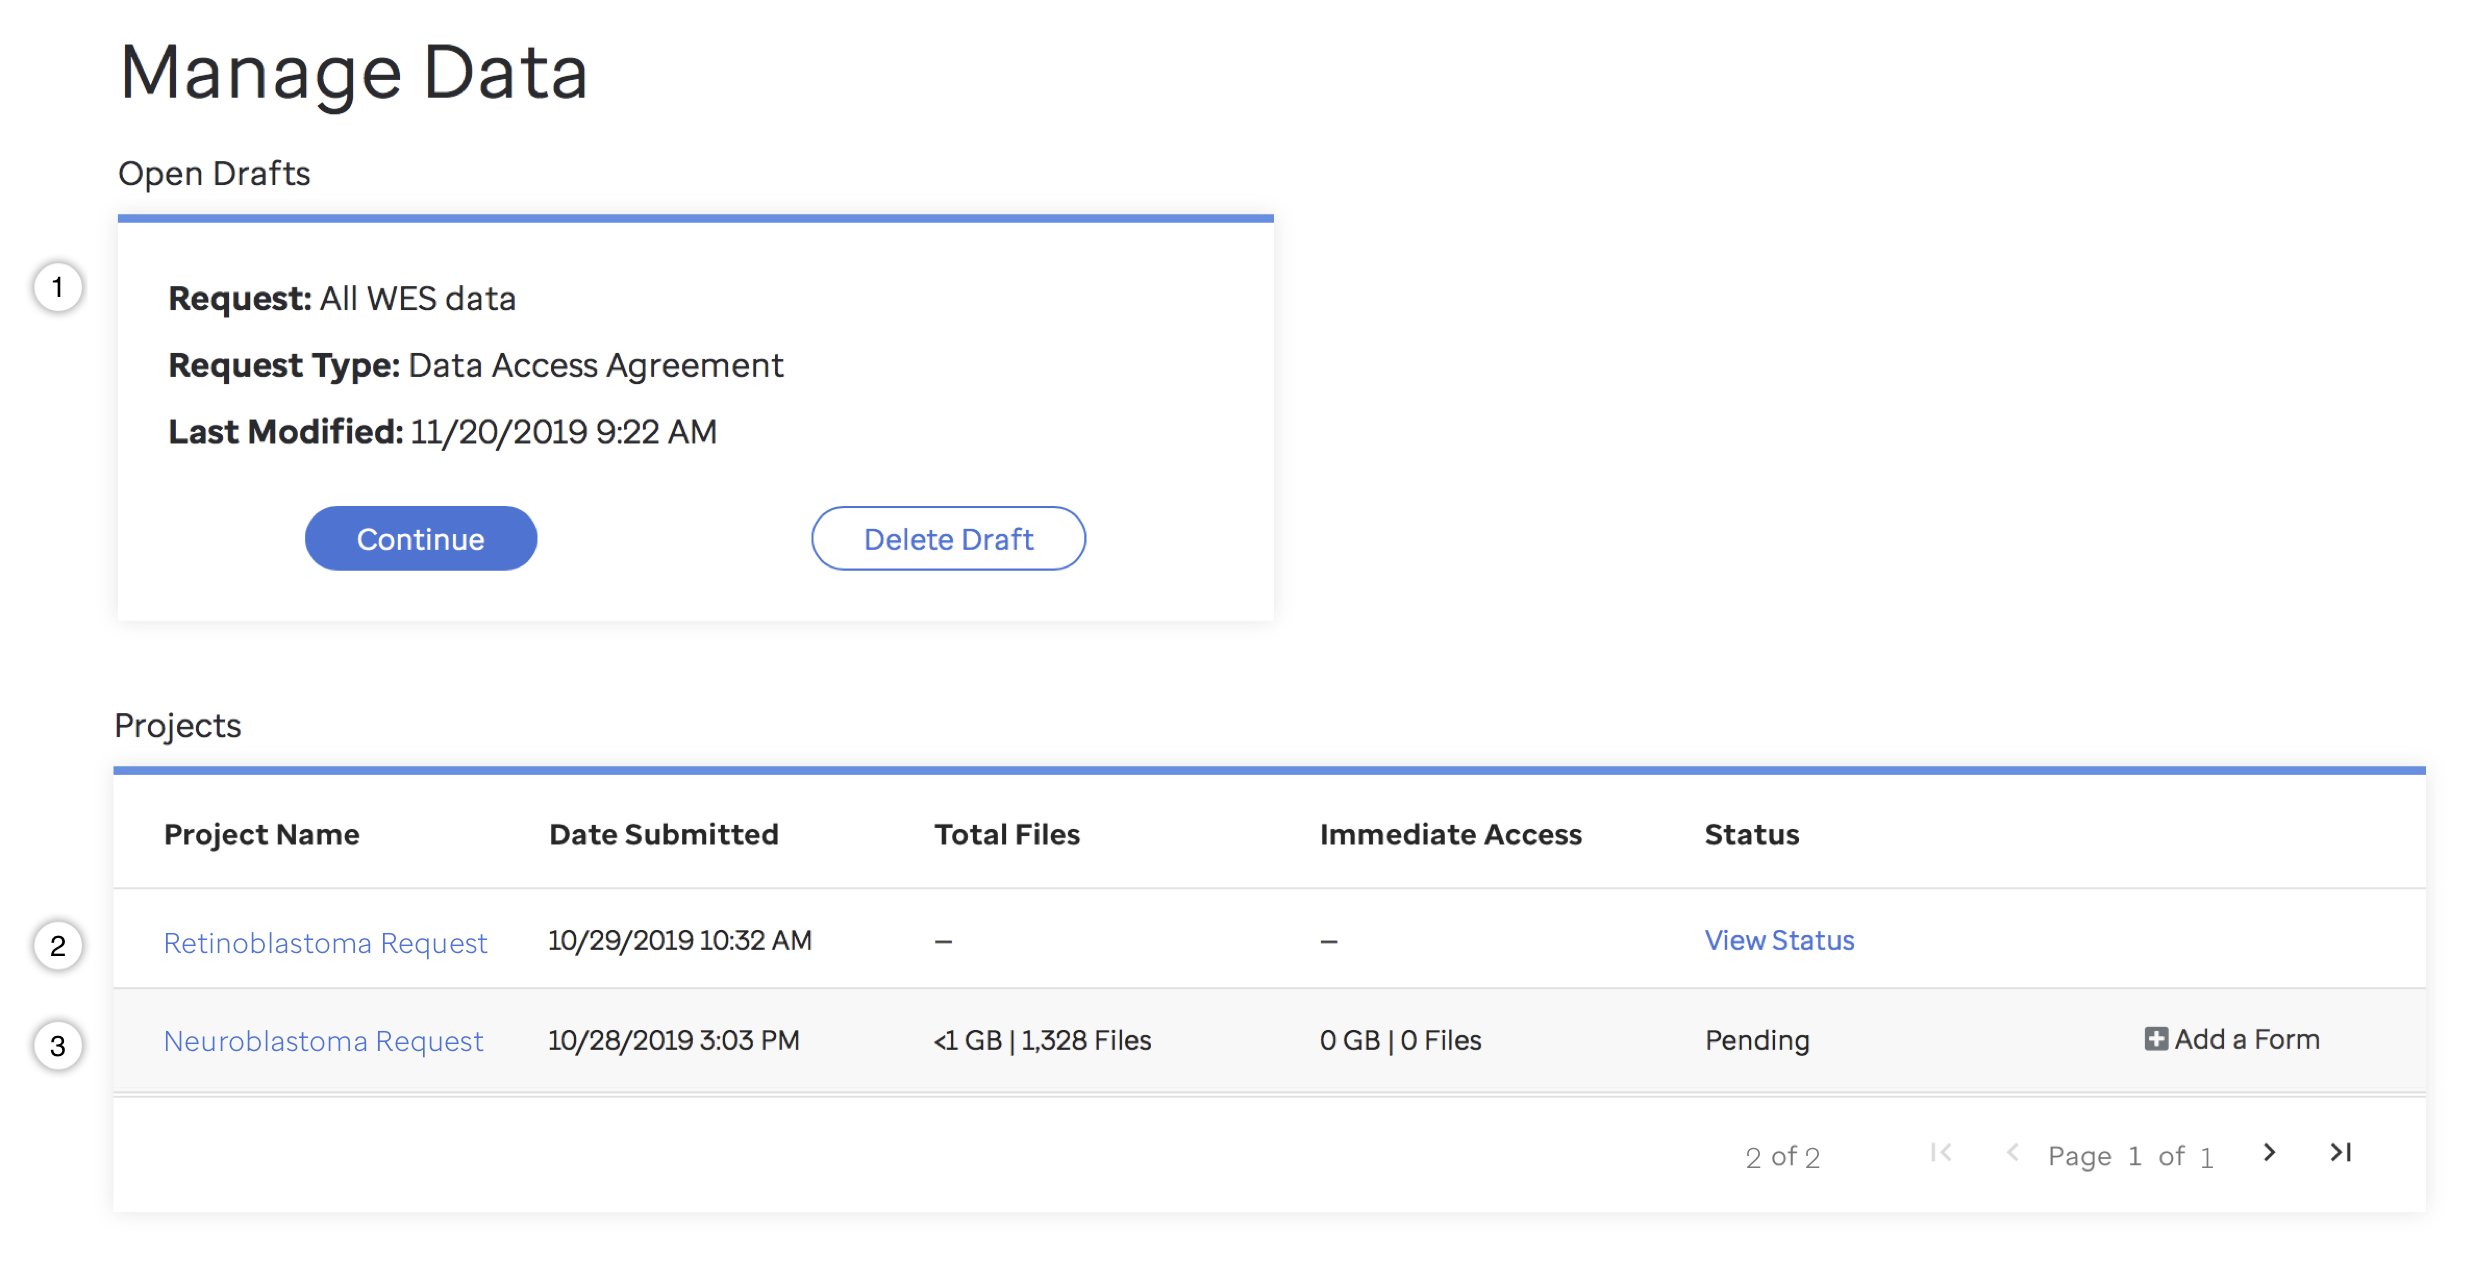 Manage Data
Open Drafts
1
Request: All WES data
Request Type: Data Access Agreement
Last Modified: 11/20/2019 9:22 AM
Continue Delete Draft
Projects
Project Name Date Submitted Total Files Immediate Access Status
2 Retinoblastoma Request 10/29/2019 10:32 AM – – View Status
3 Neuroblastoma Request 10/28/2019 3:03 PM <1 GB | 1,328 Files 0 GB | 0 Files Pending Add a Form
2 of 2 Page 1 of 1